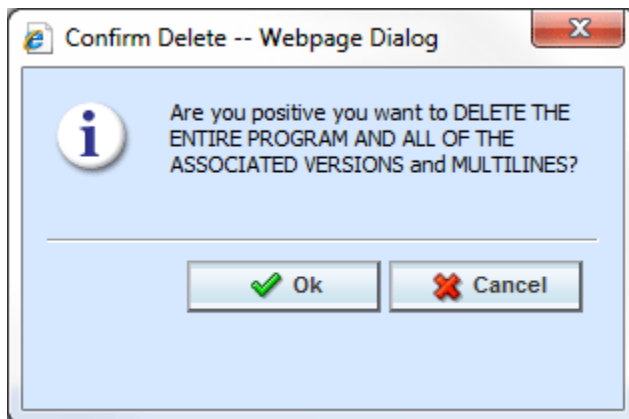 Confirm Delete -- Webpage Dialog
Are you positive you want to DELETE THE
ENTIRE PROGRAM AND ALL OF THE
ASSOCIATED VERSIONS and MULTILINES?
Ok
Cancel